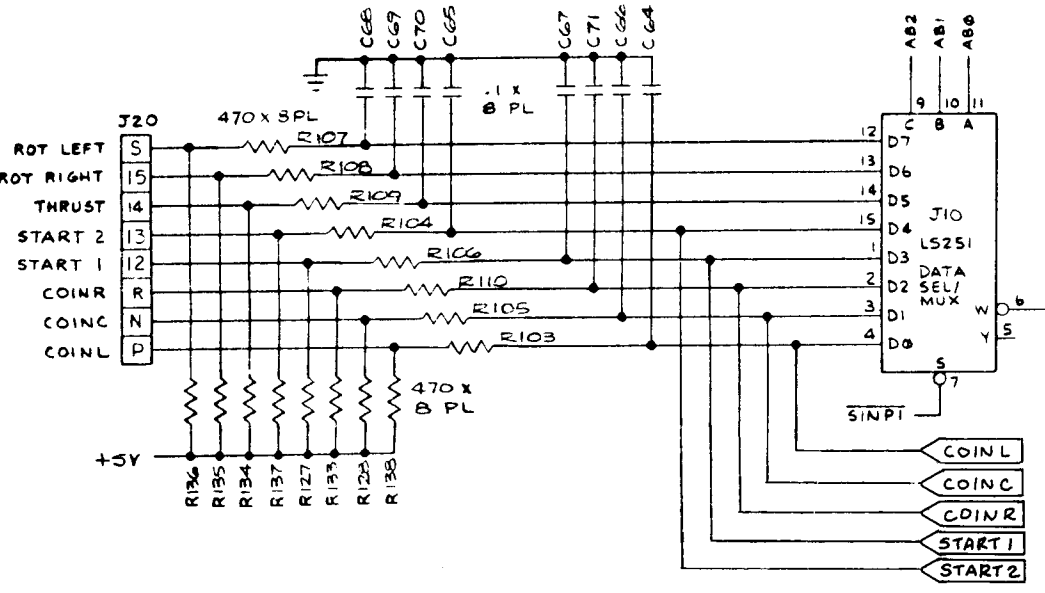 C68 C69 C70 C65 C67 C71 C66 C64
AB2 AB1 AB0
.1 X
8 PL
9 10 11
C B A
J20
470 X 8 PL
ROT LEFT S R107 12 D7
ROT RIGHT 15 R108 13 D6
THRUST 14 R109 14 D5
START 2 13 R104 15 D4
START 1 12 R106 1 D3
COINR R R110 2 D2
COINC N R105 3 D1
COINL P R103 4 D0
J10
LS251
DATA
SEL/
MUX
W 6
Y 5
S
7
SINP1
470 X
8 PL
+5V
R136 R135 R134 R137 R127 R133 R128 R138
COINL
COINC
COINR
START 1
START 2